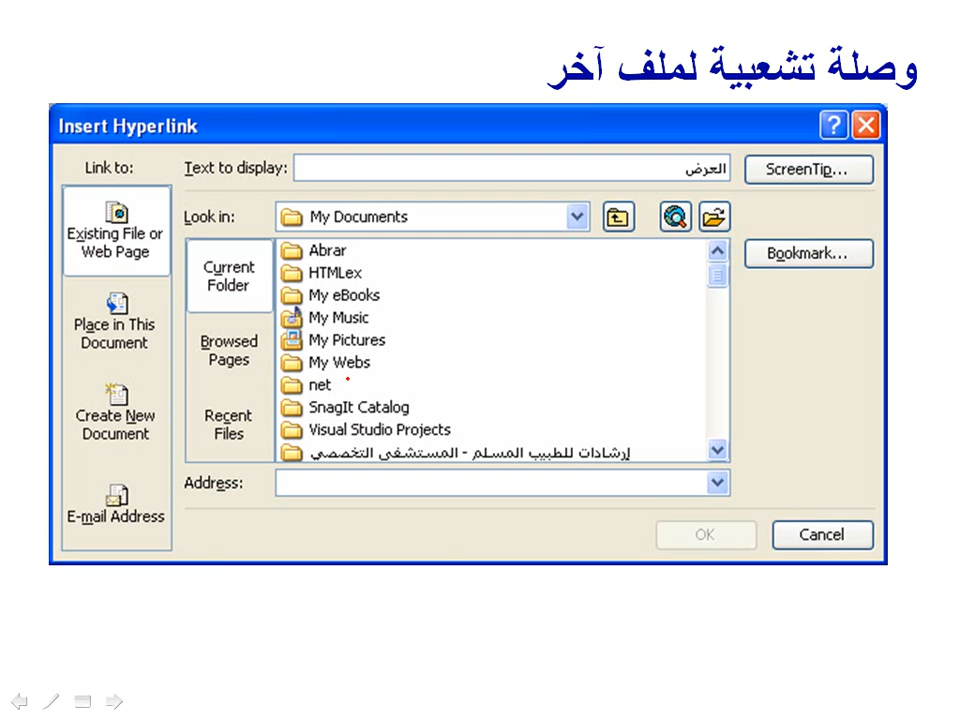 وصلة تشعبية لملف آخر
Insert Hyperlink
Link to:
Text to display:
العرض
ScreenTip...
Existing File or
Web Page
Place in This
Document
Create New
Document
E-mail Address
Look in:
My Documents
Bookmark...
Current
Folder
Browsed
Pages
Recent
Files
Abrar
HTMLex
My eBooks
My Music
My Pictures
My Webs
net
SnagIt Catalog
Visual Studio Projects
إرشادات للطبيب المسلم - المستشفى التخصصي
Address:
OK
Cancel